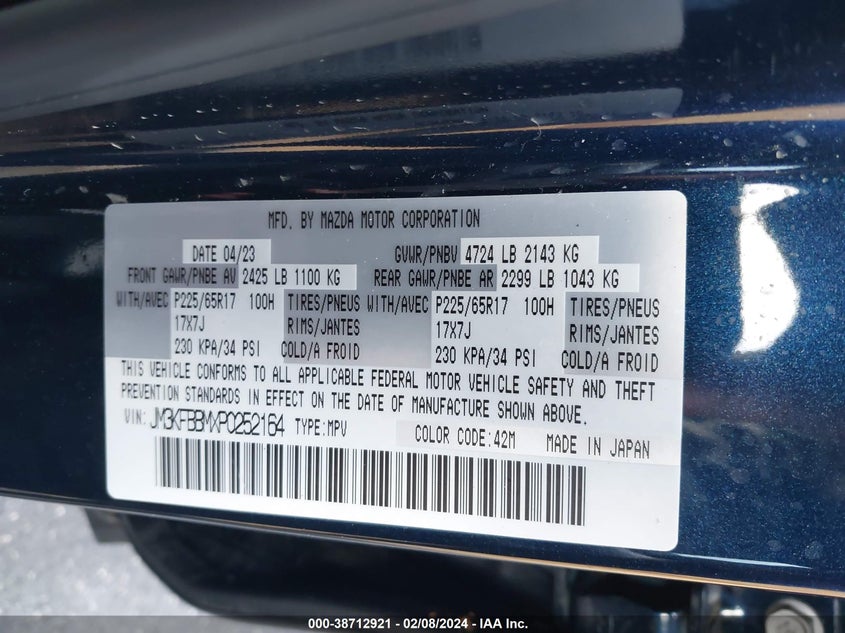 MFD. BY MAZDA MOTOR CORPORATION
DATE 04/23 GVWR/PNBV 4724 LB 2143 KG
FRONT GAWR/PNBE AV 2425 LB 1100 KG REAR GAWR/PNBE AR 2299 LB 1043 KG
WITH/AVEC P225/65R17 100H TIRES/PNEUS WITH/AVEC P225/65R17 100H TIRES/PNEUS
17X7J RIMS/JANTES 17X7J RIMS/JANTES
230 KPA/34 PSI COLD/A FROID 230 KPA/34 PSI COLD/A FROID
THIS VEHICLE CONFORMS TO ALL APPLICABLE FEDERAL MOTOR VEHICLE SAFETY AND THEFT
PREVENTION STANDARDS IN EFFECT ON THE DATE OF MANUFACTURE SHOWN ABOVE.
VIN: JM3KFBBMXP0252164 TYPE:MPV COLOR CODE:42M MADE IN JAPAN
000-38712921 - 02/08/2024 - IAA Inc.